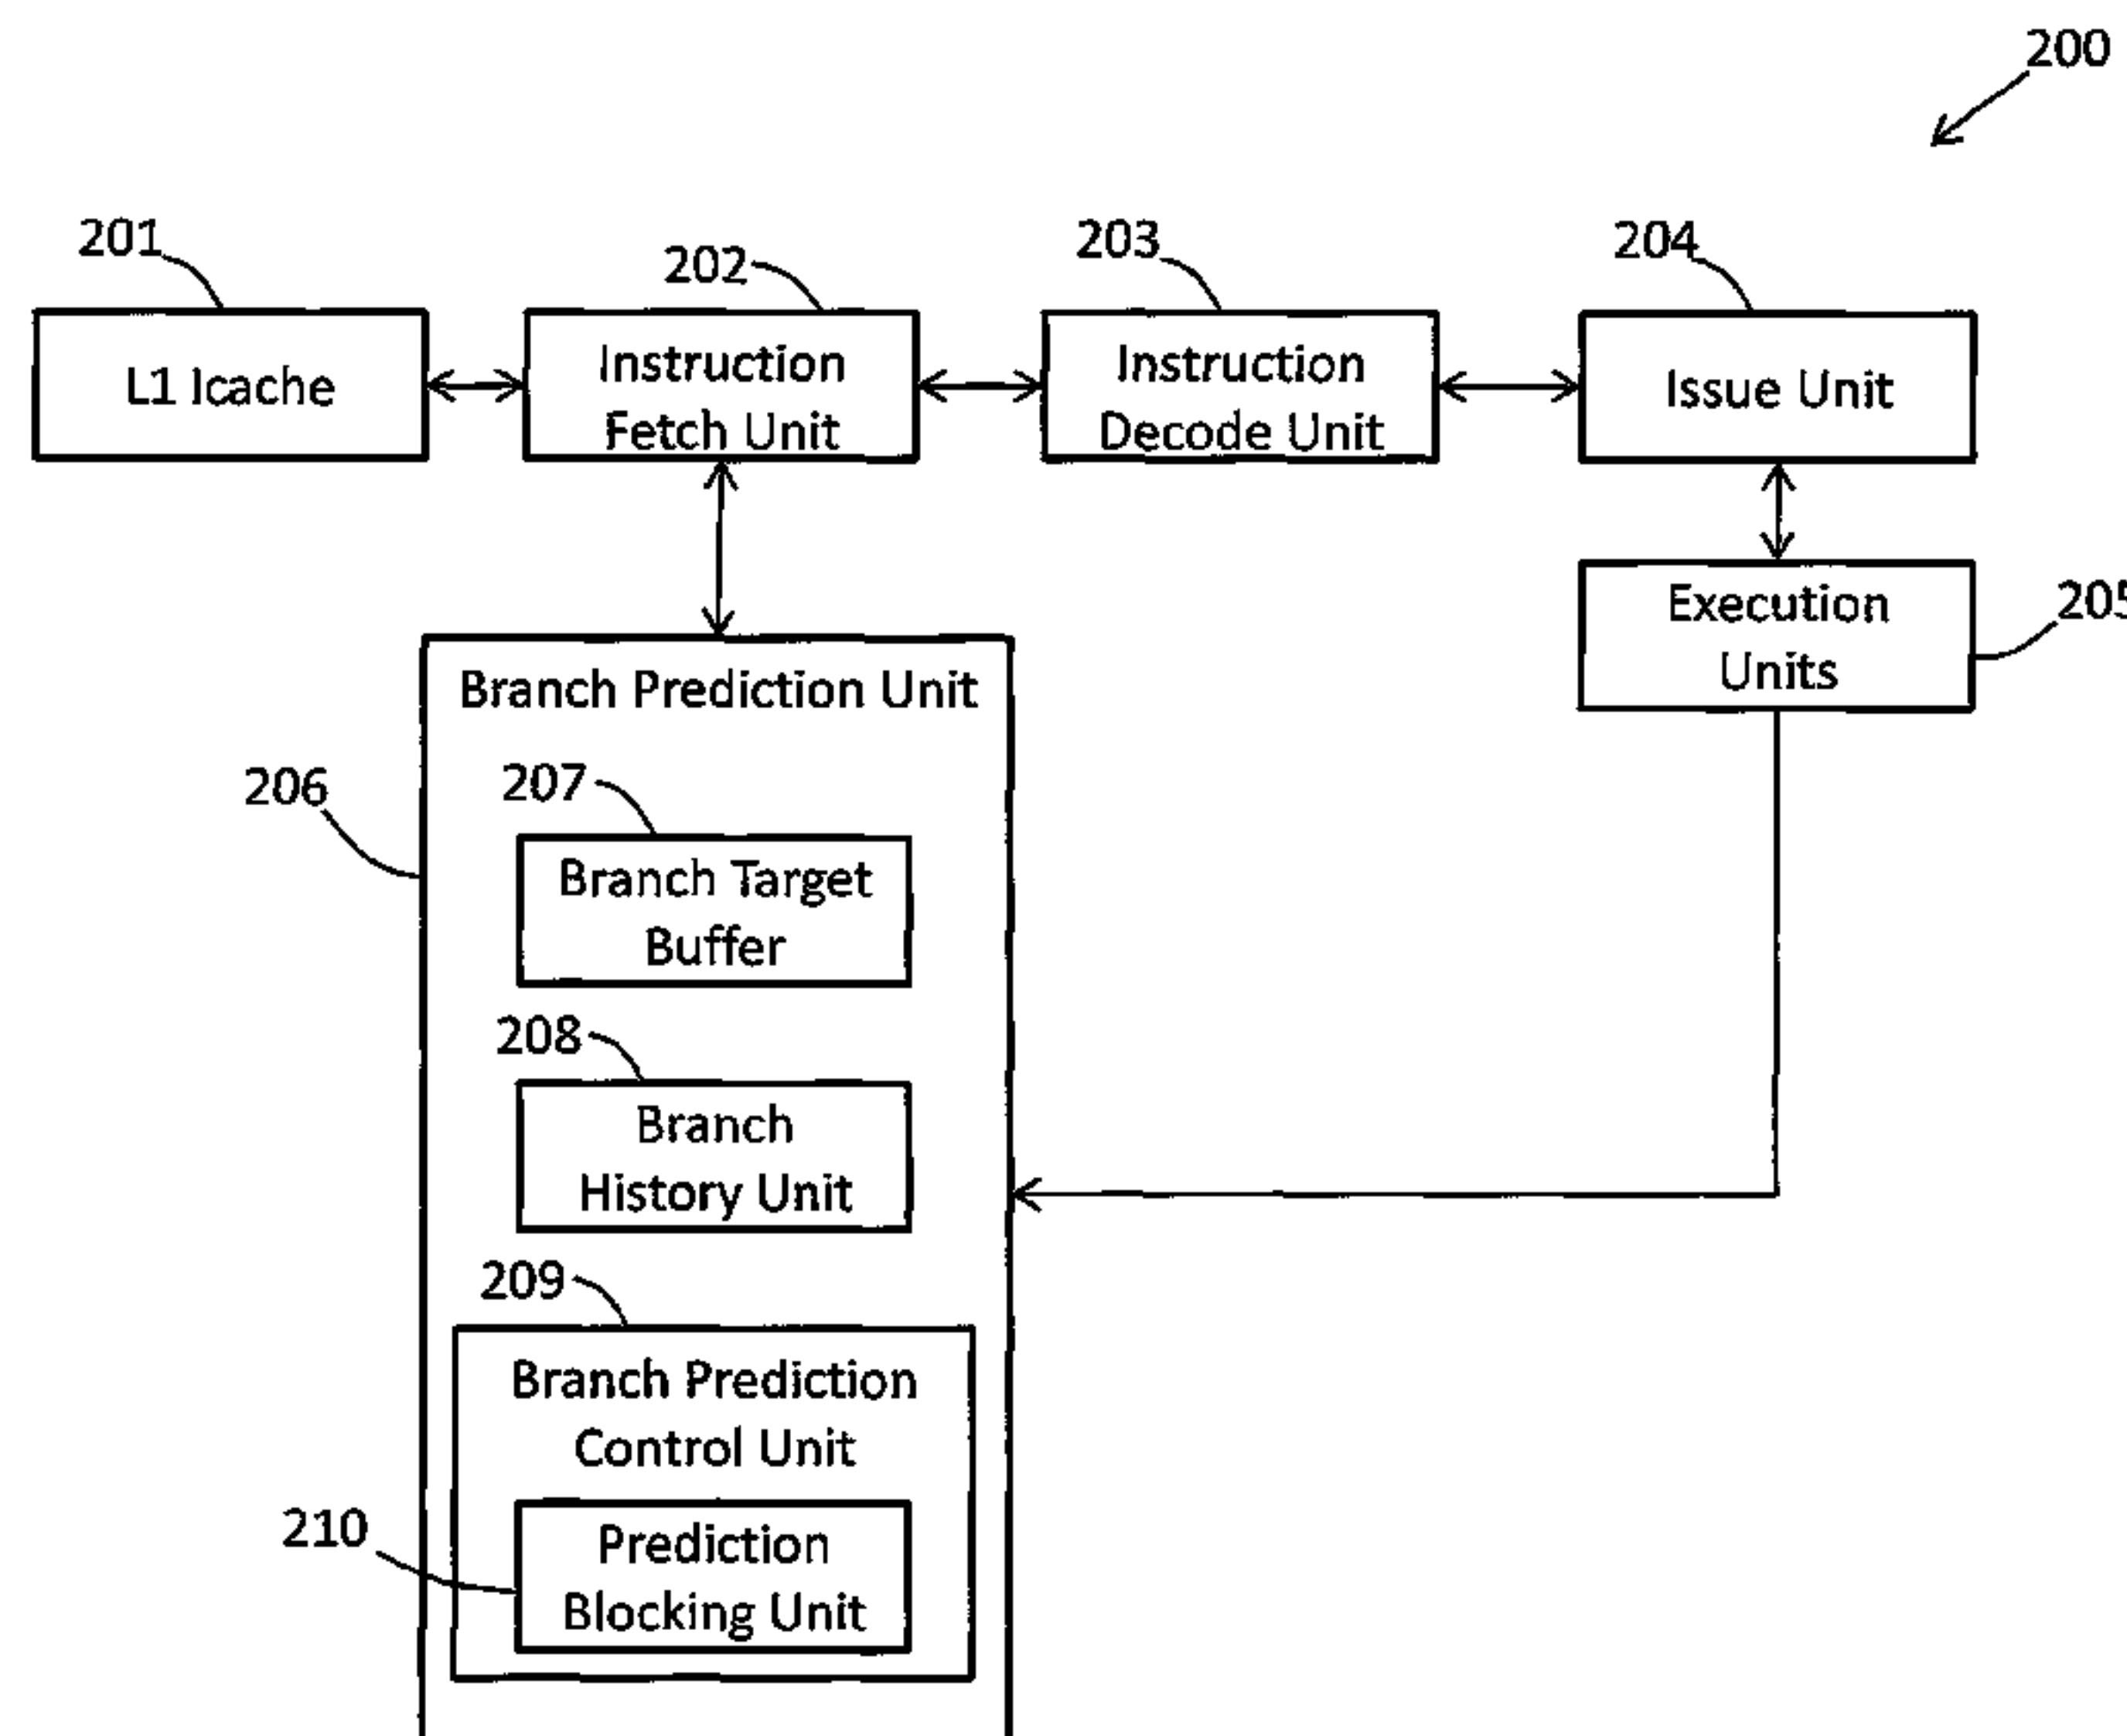 200
201
202
203
204
L1 Icache
Instruction
Fetch Unit
Instruction
Decode Unit
Issue Unit
Execution
Units
205
Branch Prediction Unit
206
207
Branch Target
Buffer
208
Branch
History Unit
209
Branch Prediction
Control Unit
210
Prediction
Blocking Unit